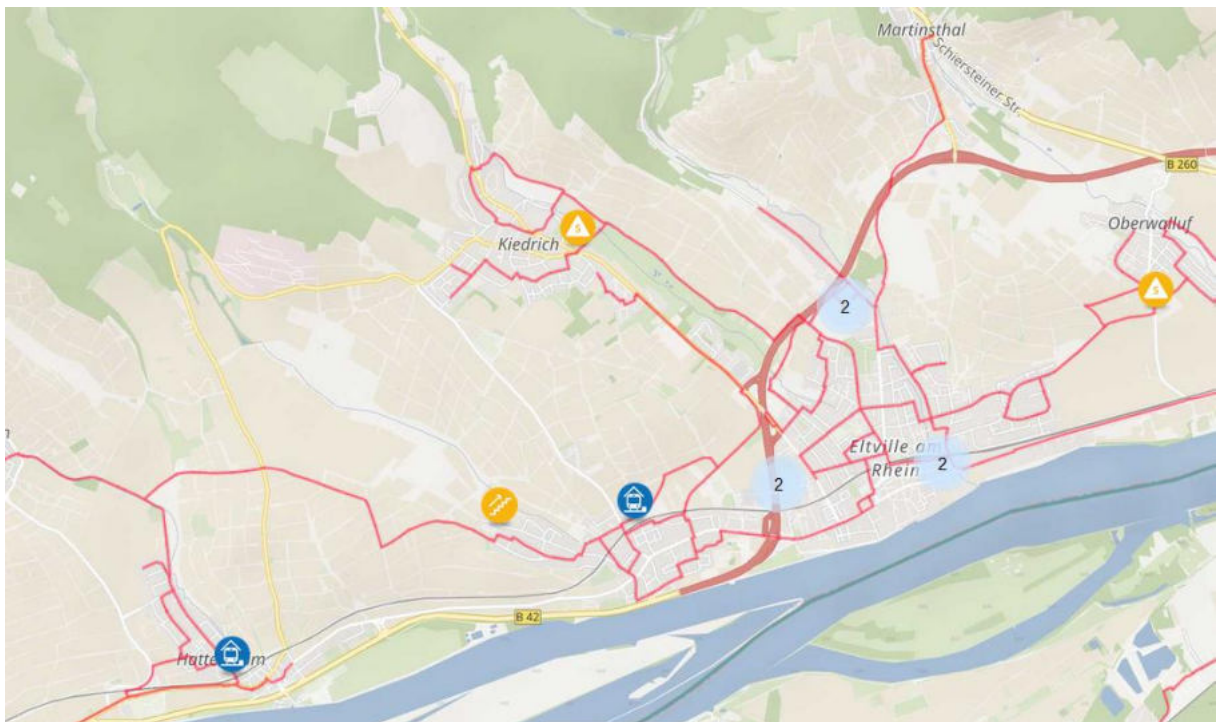 Martinsthal
Schiersteiner Str.
B 260
Oberwalluf
Kiedrich
2
Eltville am
Rhein
2
2
n
B 42